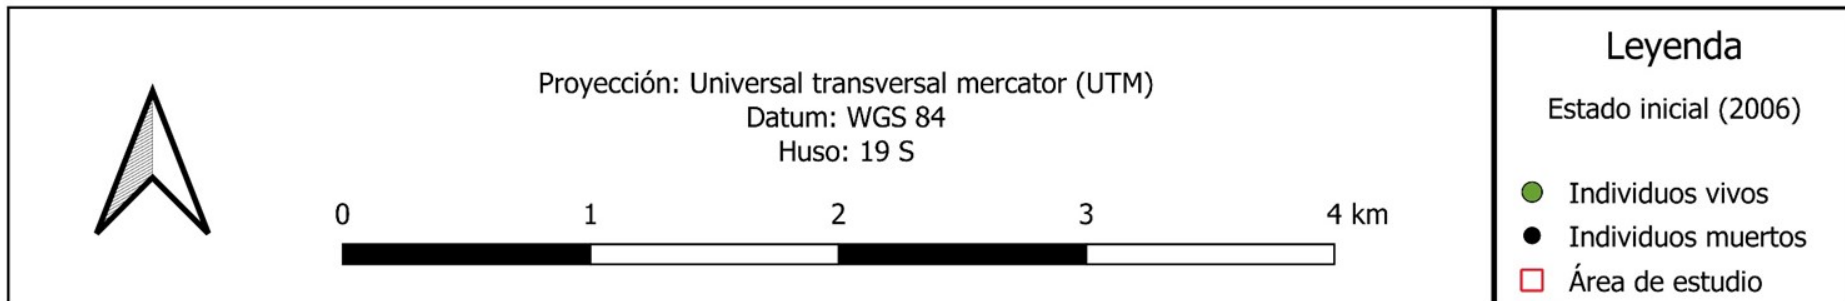 Proyección: Universal transversal mercator (UTM)
Datum: WGS 84
Huso: 19 S
0 1 2 3 4 km
Leyenda
Estado inicial (2006)
Individuos vivos
Individuos muertos
Área de estudio